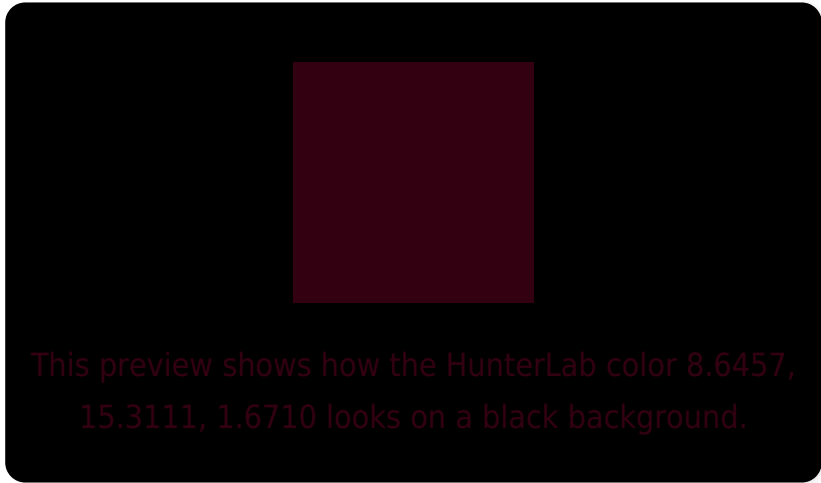 This preview shows how the HunterLab color 8.6457,
15.3111, 1.6710 looks on a black background.